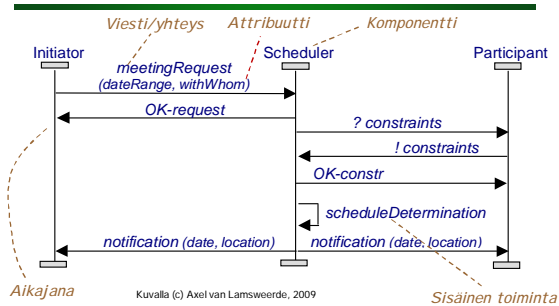 Viesti/yhteys Attribuutti Komponentti
Initiator Scheduler Participant
meetingRequest
(dateRange, withWhom)
OK-request
? constraints
! constraints
OK-constr
scheduleDetermination
notification (date, location) notification (date, location)
Aikajana Kuvalla (c) Axel van Lamsweerde, 2009 Sisäinen toiminta